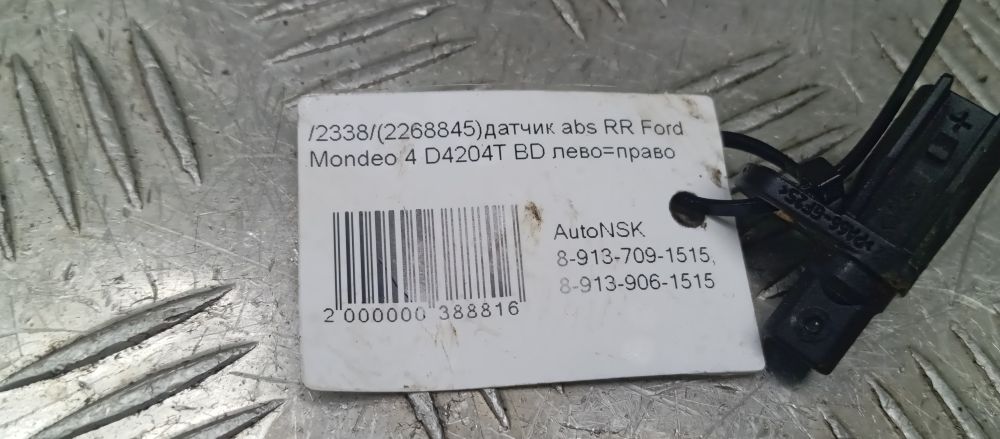 /2338/(2268845)датчик abs RR Ford
Mondeo 4 D4204T BD лево=право
AutoNSK
8-913-709-1515,
8-913-906-1515
2 000000 388816